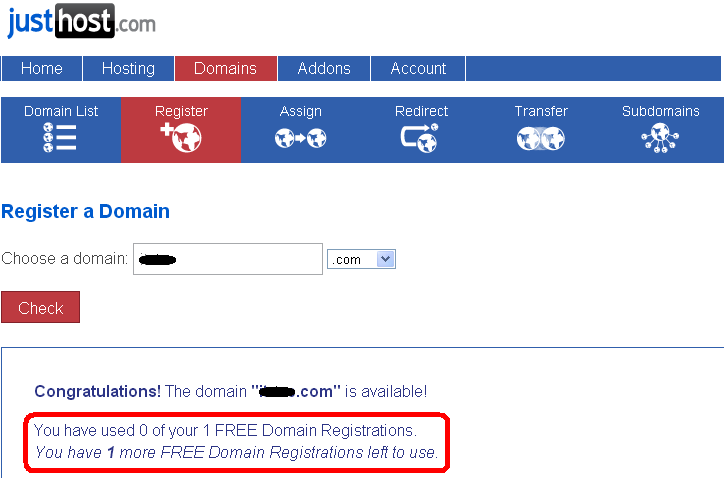 justhost.com
Home Hosting Domains Addons Account
Domain List Register Assign Redirect Transfer Subdomains
Register a Domain
Choose a domain: .com
Check
Congratulations! The domain ".com" is available!
You have used 0 of your 1 FREE Domain Registrations.
You have 1 more FREE Domain Registrations left to use.